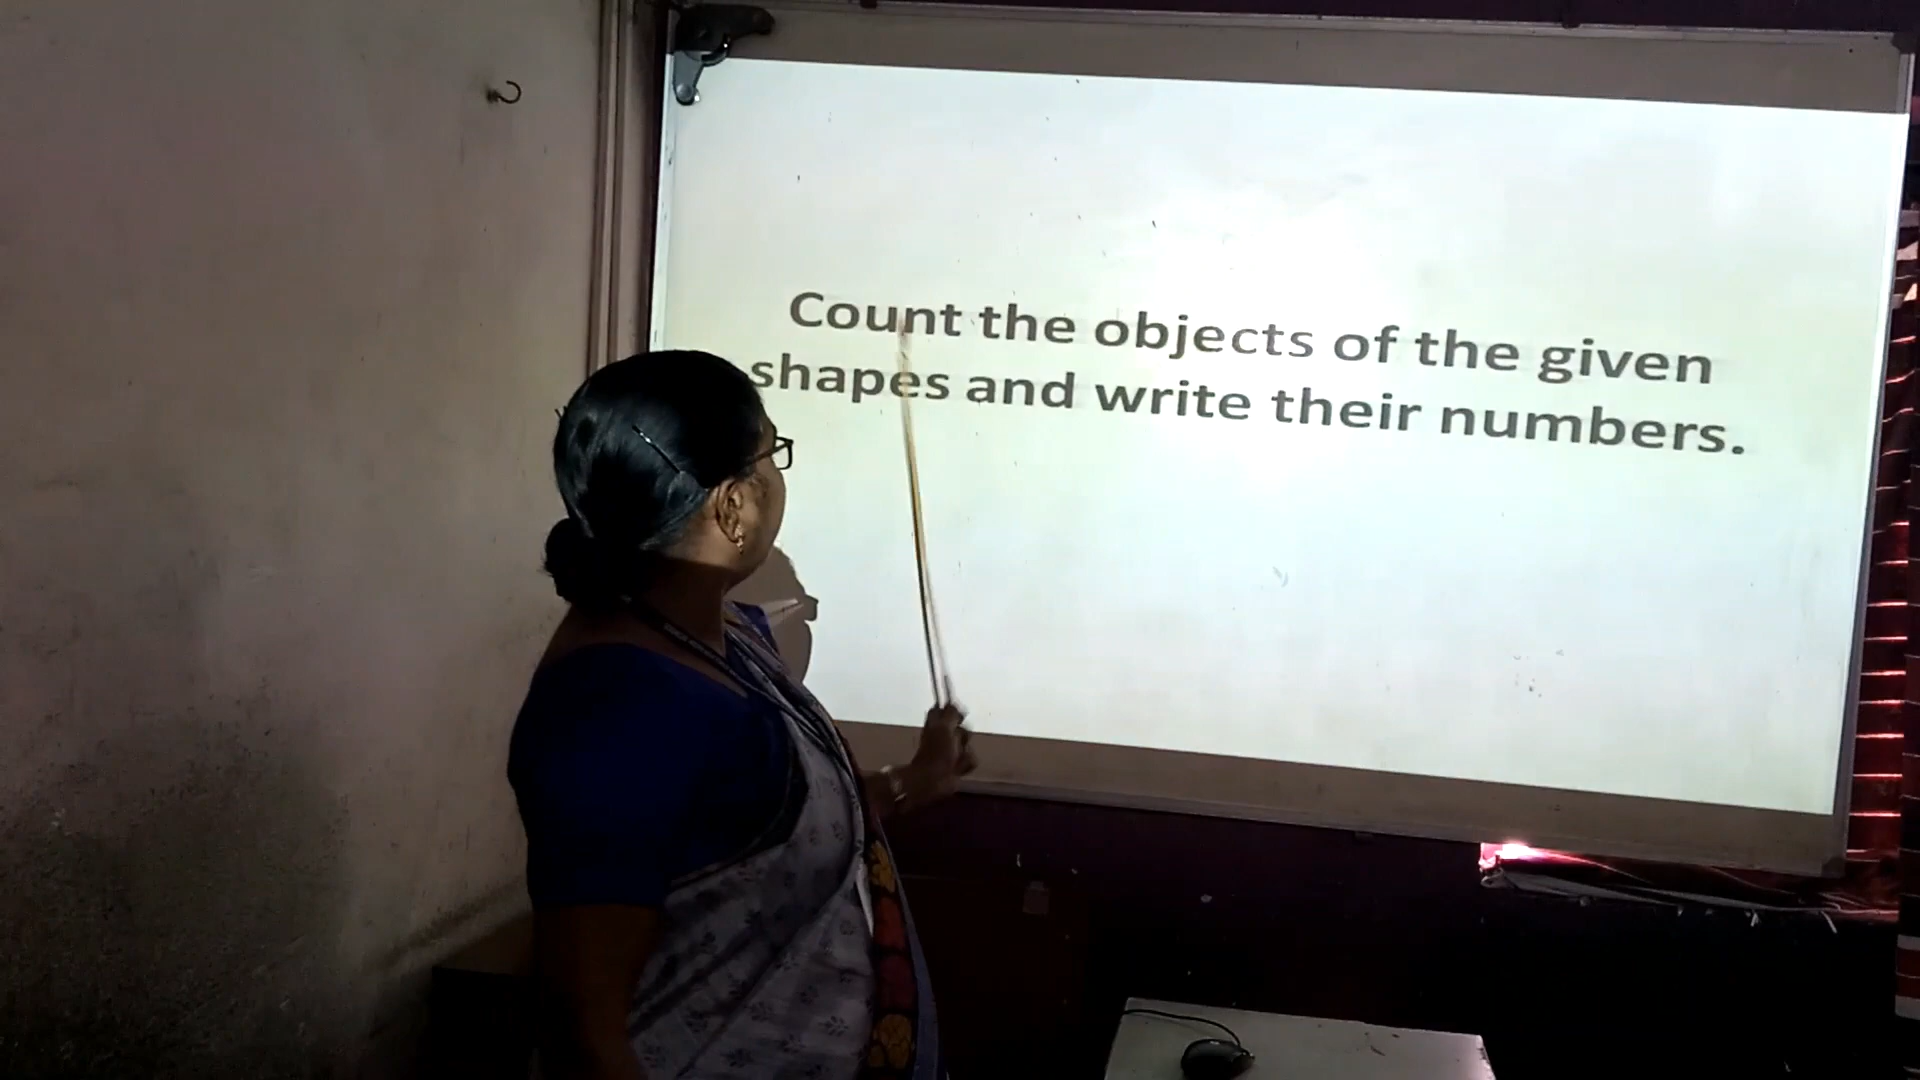 Count the objects of the given
shapes and write their numbers.